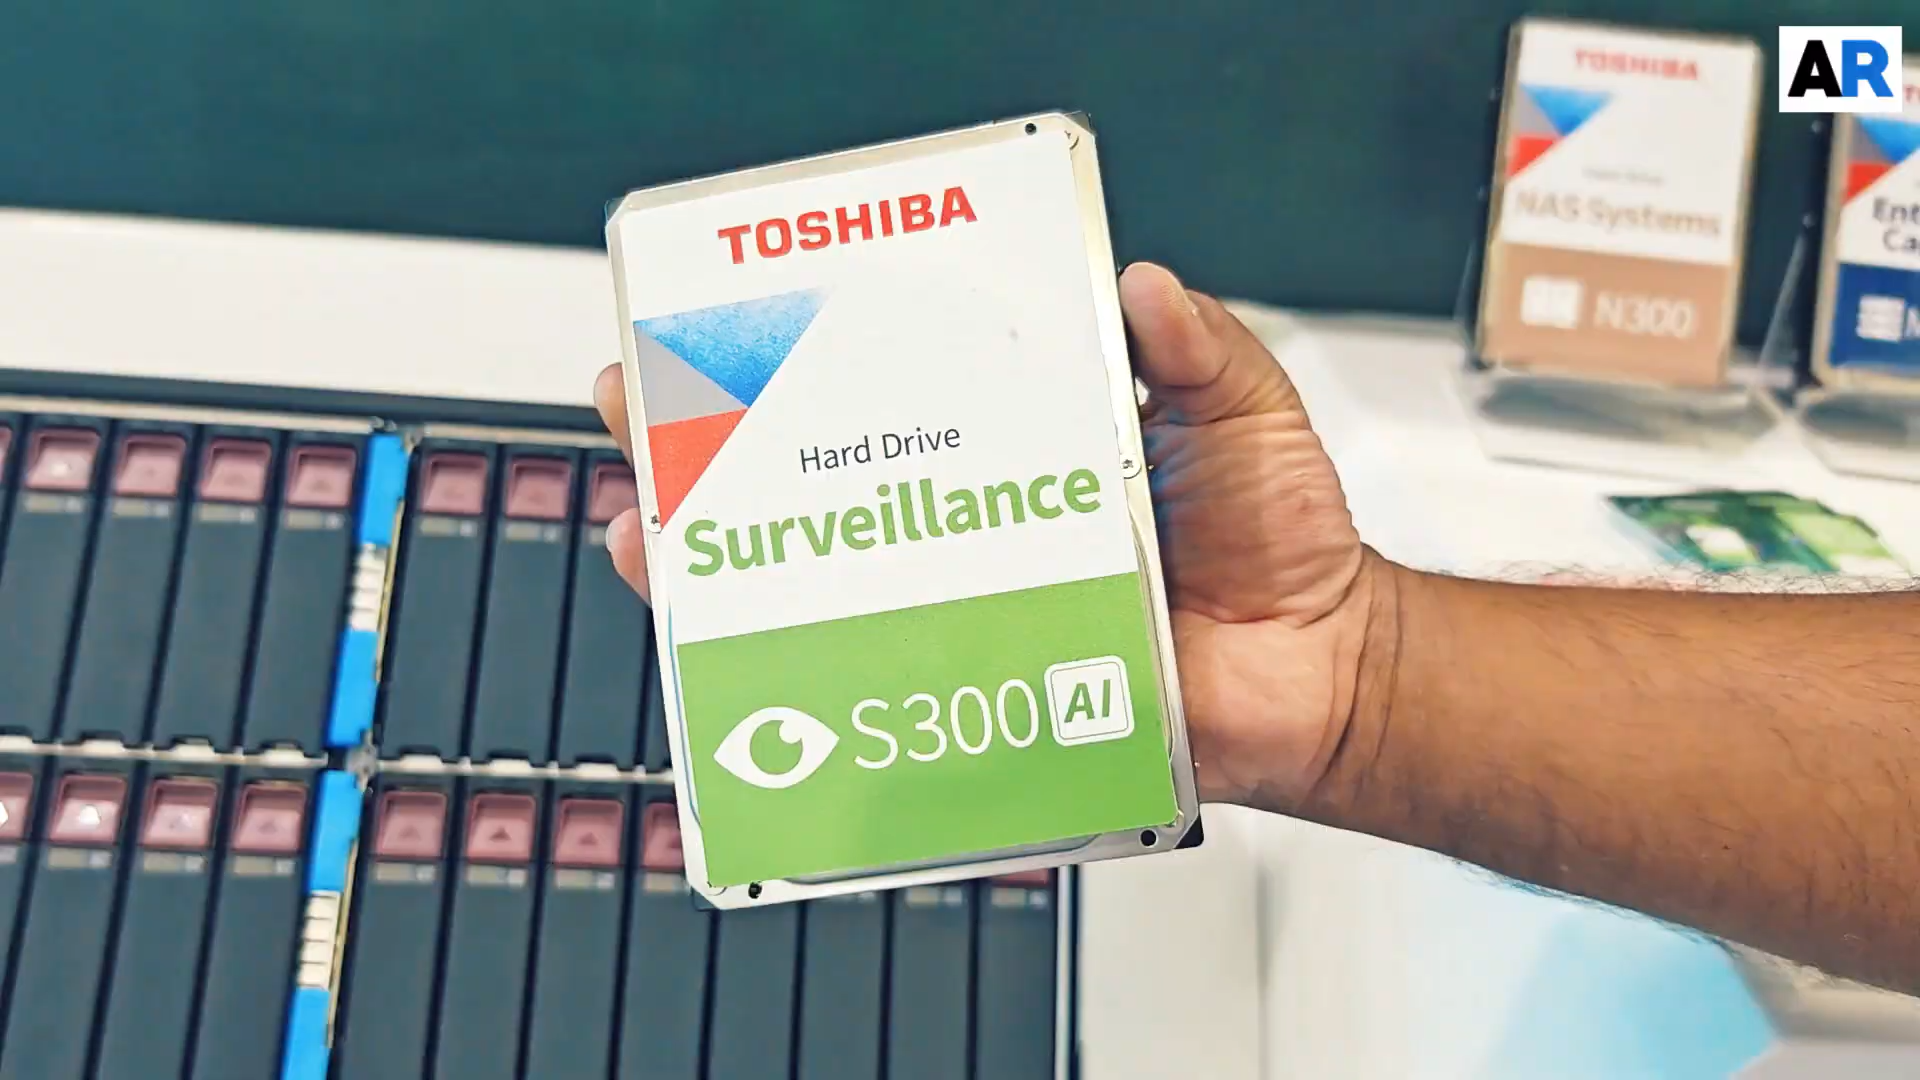 TOSHIBA
Hard Drive
Surveillance
S300 AI
TOSHIBA
NAS Systems
N300
AR